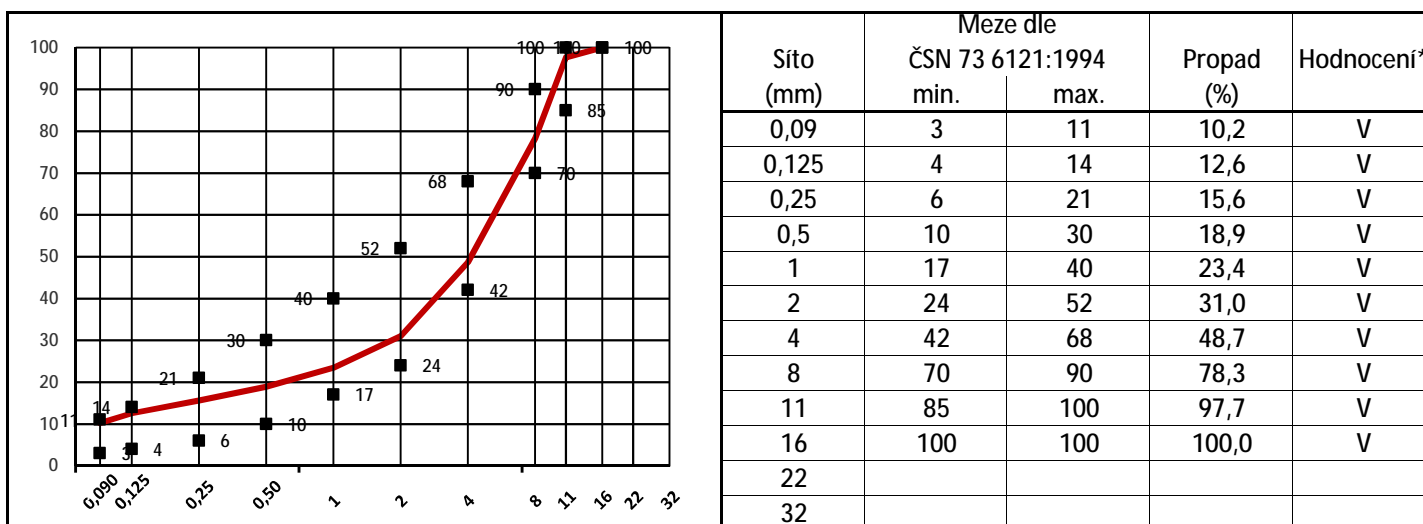 100
90
80
70
60
50
40
30
20
10
0
11 14 21 30 40 52 68 90 100 100 100
3 4 6 10 17 24 42 70 85
0,090 0,125 0,25 0,50 1 2 4 8 11 16 22 32
Meze dle
Síto ČSN 73 6121:1994 Propad Hodnocení*
(mm) min. max. (%)
0,09 3 11 10,2 V
0,125 4 14 12,6 V
0,25 6 21 15,6 V
0,5 10 30 18,9 V
1 17 40 23,4 V
2 24 52 31,0 V
4 42 68 48,7 V
8 70 90 78,3 V
11 85 100 97,7 V
16 100 100 100,0 V
22
32